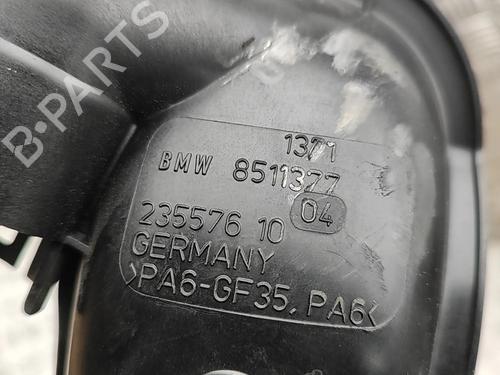 B-PARTS
1371
BMW 8511377
04
235576 10
GERMANY
>PA6-GF35, PA6<